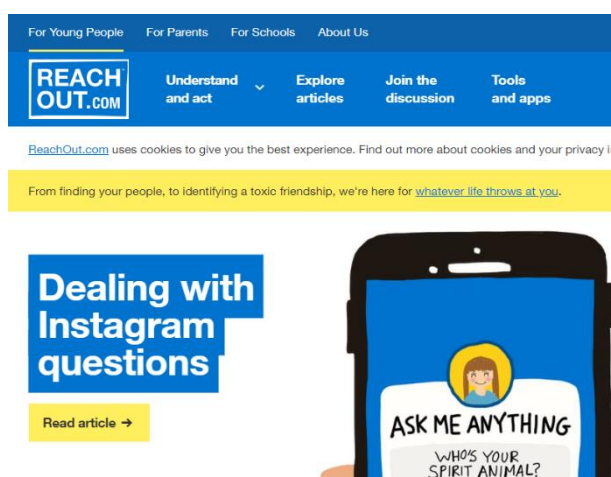 For Young People For Parents For Schools About Us
REACH
OUT.COM
Understand and act
Explore articles
Join the discussion
Tools and apps
ReachOut.com uses cookies to give you the best experience. Find out more about cookies and your privacy i
From finding your people, to identifying a toxic friendship, we're here for whatever life throws at you.
Dealing with
Instagram
questions
Read article →
ASK ME ANYTHING
WHO'S YOUR
SPIRIT ANIMAL?